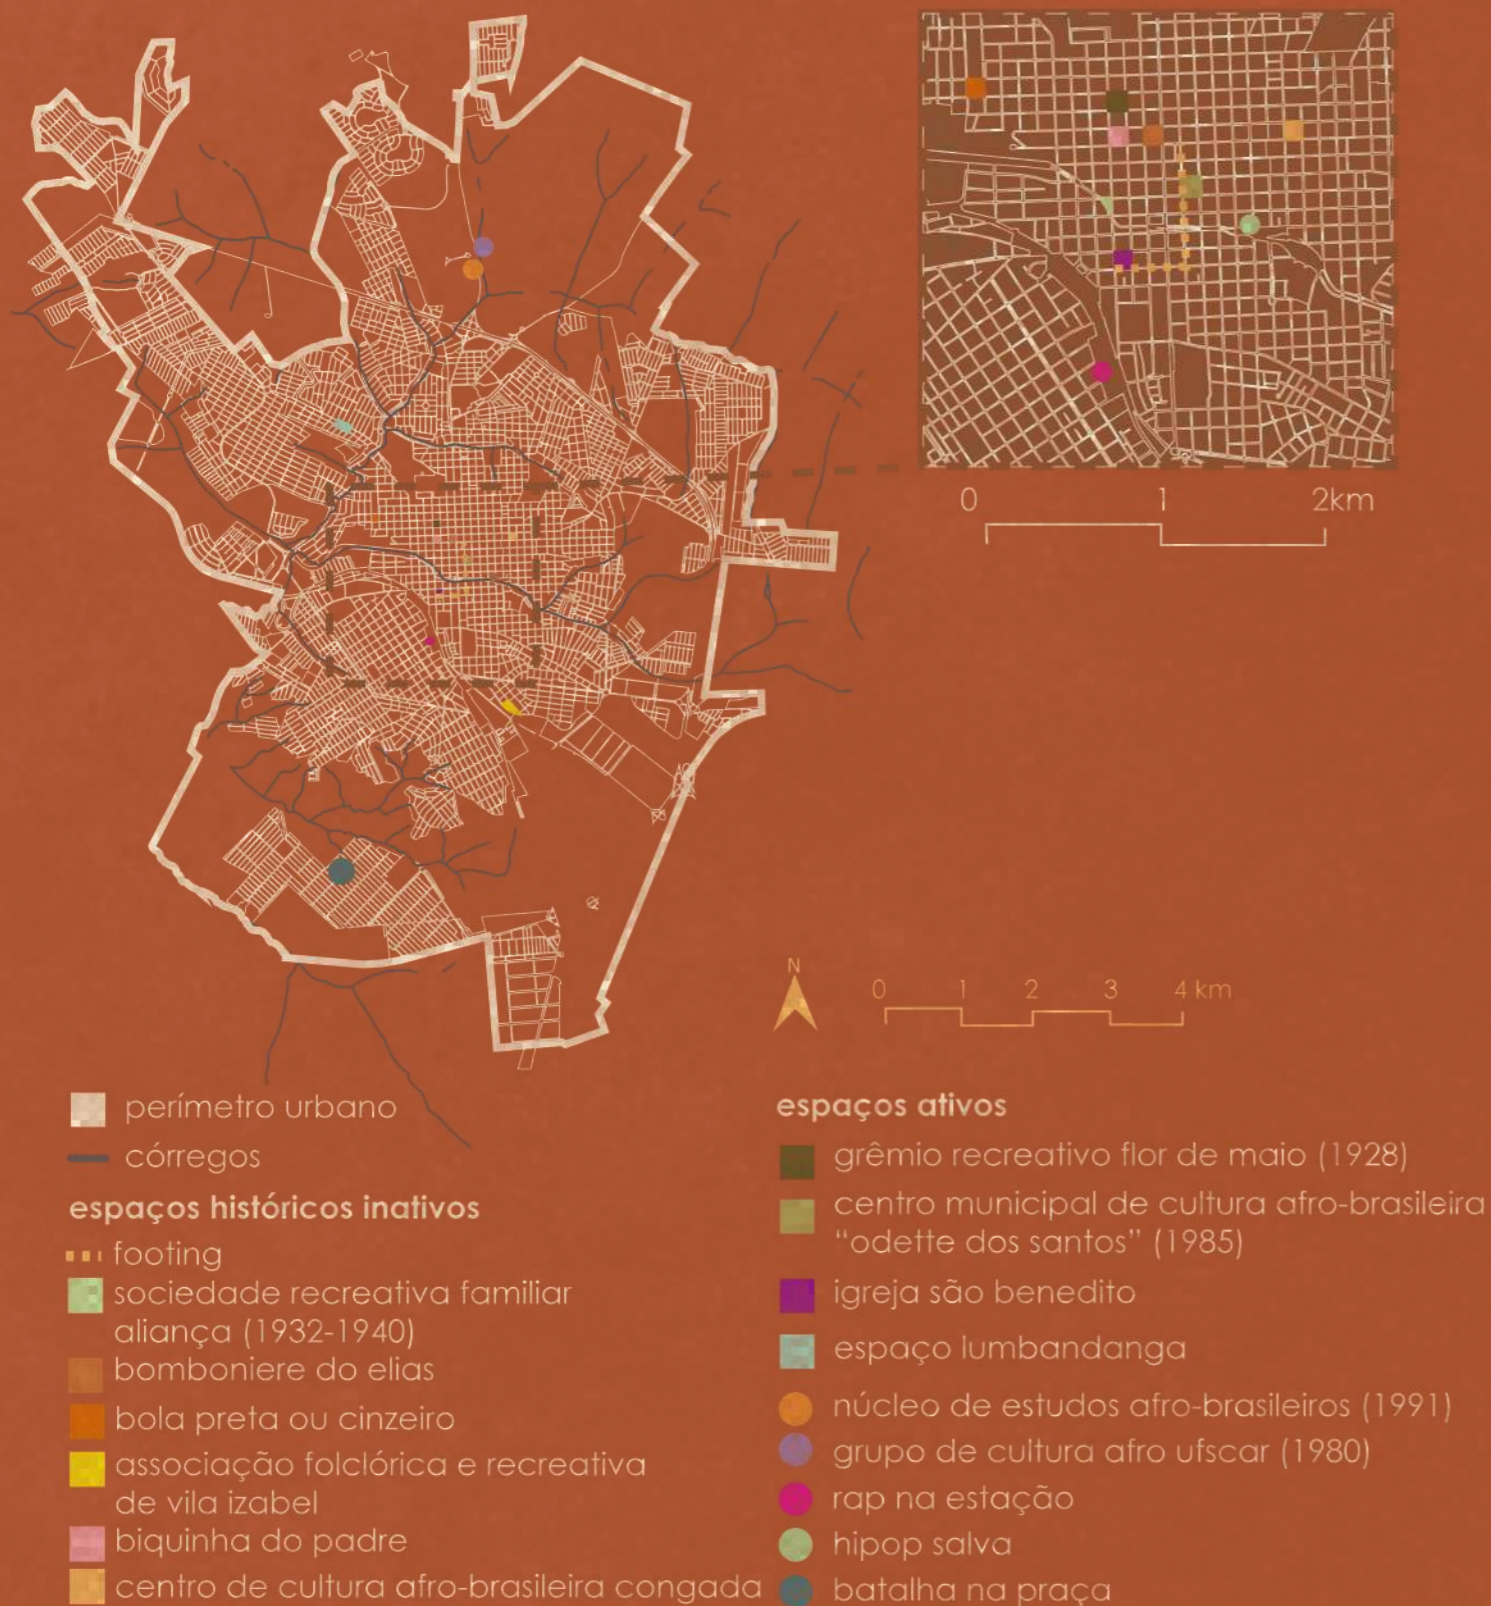 0 1 2km
N
0 1 2 3 4 km
perímetro urbano
córregos
espaços históricos inativos
footing
sociedade recreativa familiar
aliança (1932-1940)
bomboniere do elias
bola preta ou cinzeiro
associação folclórica e recreativa
de vila izabel
biquinha do padre
centro de cultura afro-brasileira congada
espaços ativos
grêmio recreativo flor de maio (1928)
centro municipal de cultura afro-brasileira
“odette dos santos” (1985)
igreja são benedito
espaço lumbandanga
núcleo de estudos afro-brasileiros (1991)
grupo de cultura afro ufscar (1980)
rap na estação
hipop salva
batalha na praça